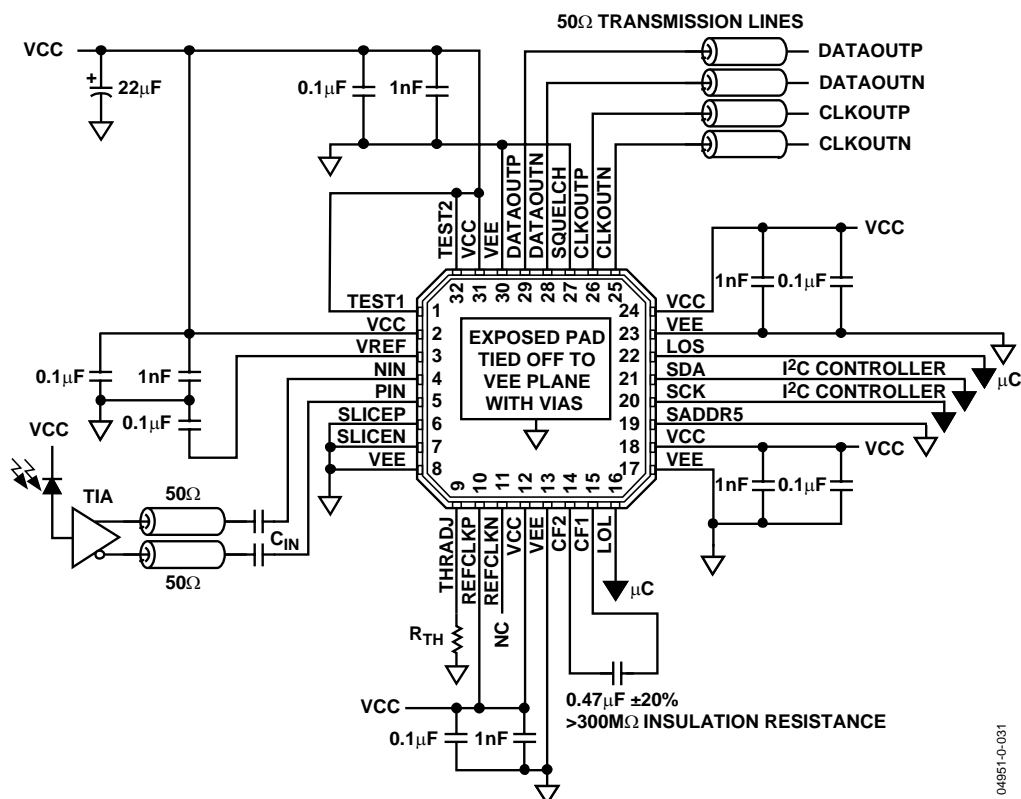 50Ω TRANSMISSION LINES
VCC
DATAOUTP
+
22μF
0.1μF
1nF
DATAOUTN
CLKOUTP
CLKOUTN
TEST2
VCC
VEE
DATAOUTP
DATAOUTN
SQUELCH
CLKOUTP
CLKOUTN
32
31
30
29
28
27
26
25
VCC
1nF
0.1μF
TEST1
1
VCC
2
VREF
3
NIN
4
PIN
5
SLICEP
6
SLICEN
7
VEE
8
EXPOSED PAD
TIED OFF TO
VEE PLANE
WITH VIAS
24
VCC
23
VEE
22
LOS
μC
21
SDA
I2C CONTROLLER
20
SCK
I2C CONTROLLER
19
SADDR5
18
VCC
VCC
17
VEE
1nF
0.1μF
0.1μF
1nF
0.1μF
VCC
TIA
50Ω
CIN
50Ω
9
10
11
12
13
14
15
16
THRADJ
REFCLKP
REFCLKN
VCC
VEE
CF2
CF1
LOL
μC
RTH
NC
0.47μF ±20%
>300MΩ INSULATION RESISTANCE
VCC
0.1μF
1nF
04951-0-031